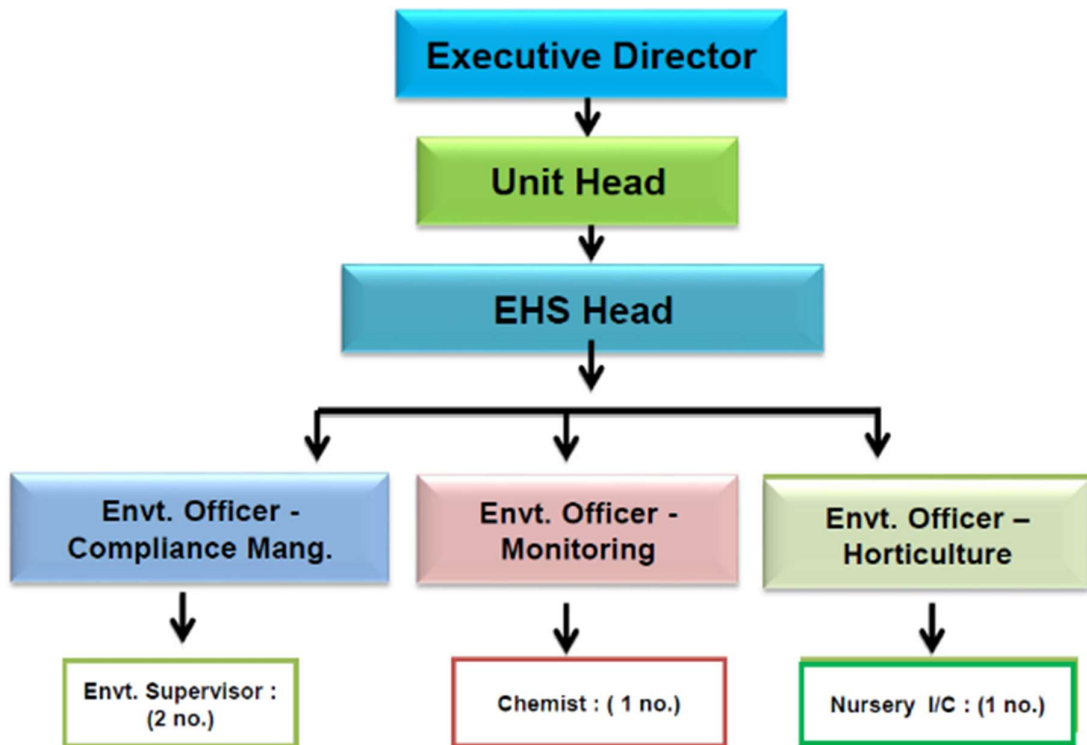 Executive Director
Unit Head
EHS Head
Envt. Officer -
Compliance Mang.
Envt. Officer -
Monitoring
Envt. Officer –
Horticulture
Envt. Supervisor :
(2 no.)
Chemist : ( 1 no.)
Nursery I/C : (1 no.)